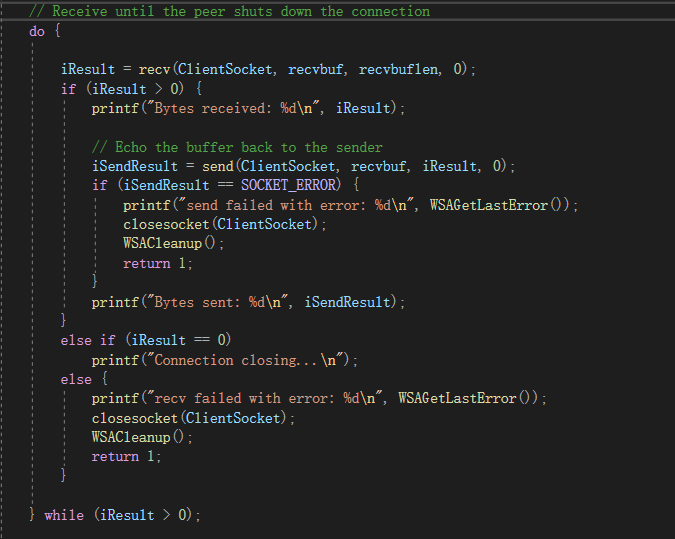 // Receive until the peer shuts down the connection
do {
iResult = recv(ClientSocket, recvbuf, recvbuflen, 0);
if (iResult > 0) {
printf("Bytes received: %d\n", iResult);
// Echo the buffer back to the sender
iSendResult = send(ClientSocket, recvbuf, iResult, 0);
if (iSendResult == SOCKET_ERROR) {
printf("send failed with error: %d\n", WSAGetLastError());
closesocket(ClientSocket);
WSACleanup();
return 1;
}
printf("Bytes sent: %d\n", iSendResult);
}
else if (iResult == 0)
printf("Connection closing...\n");
else {
printf("recv failed with error: %d\n", WSAGetLastError());
closesocket(ClientSocket);
WSACleanup();
return 1;
}
} while (iResult > 0);